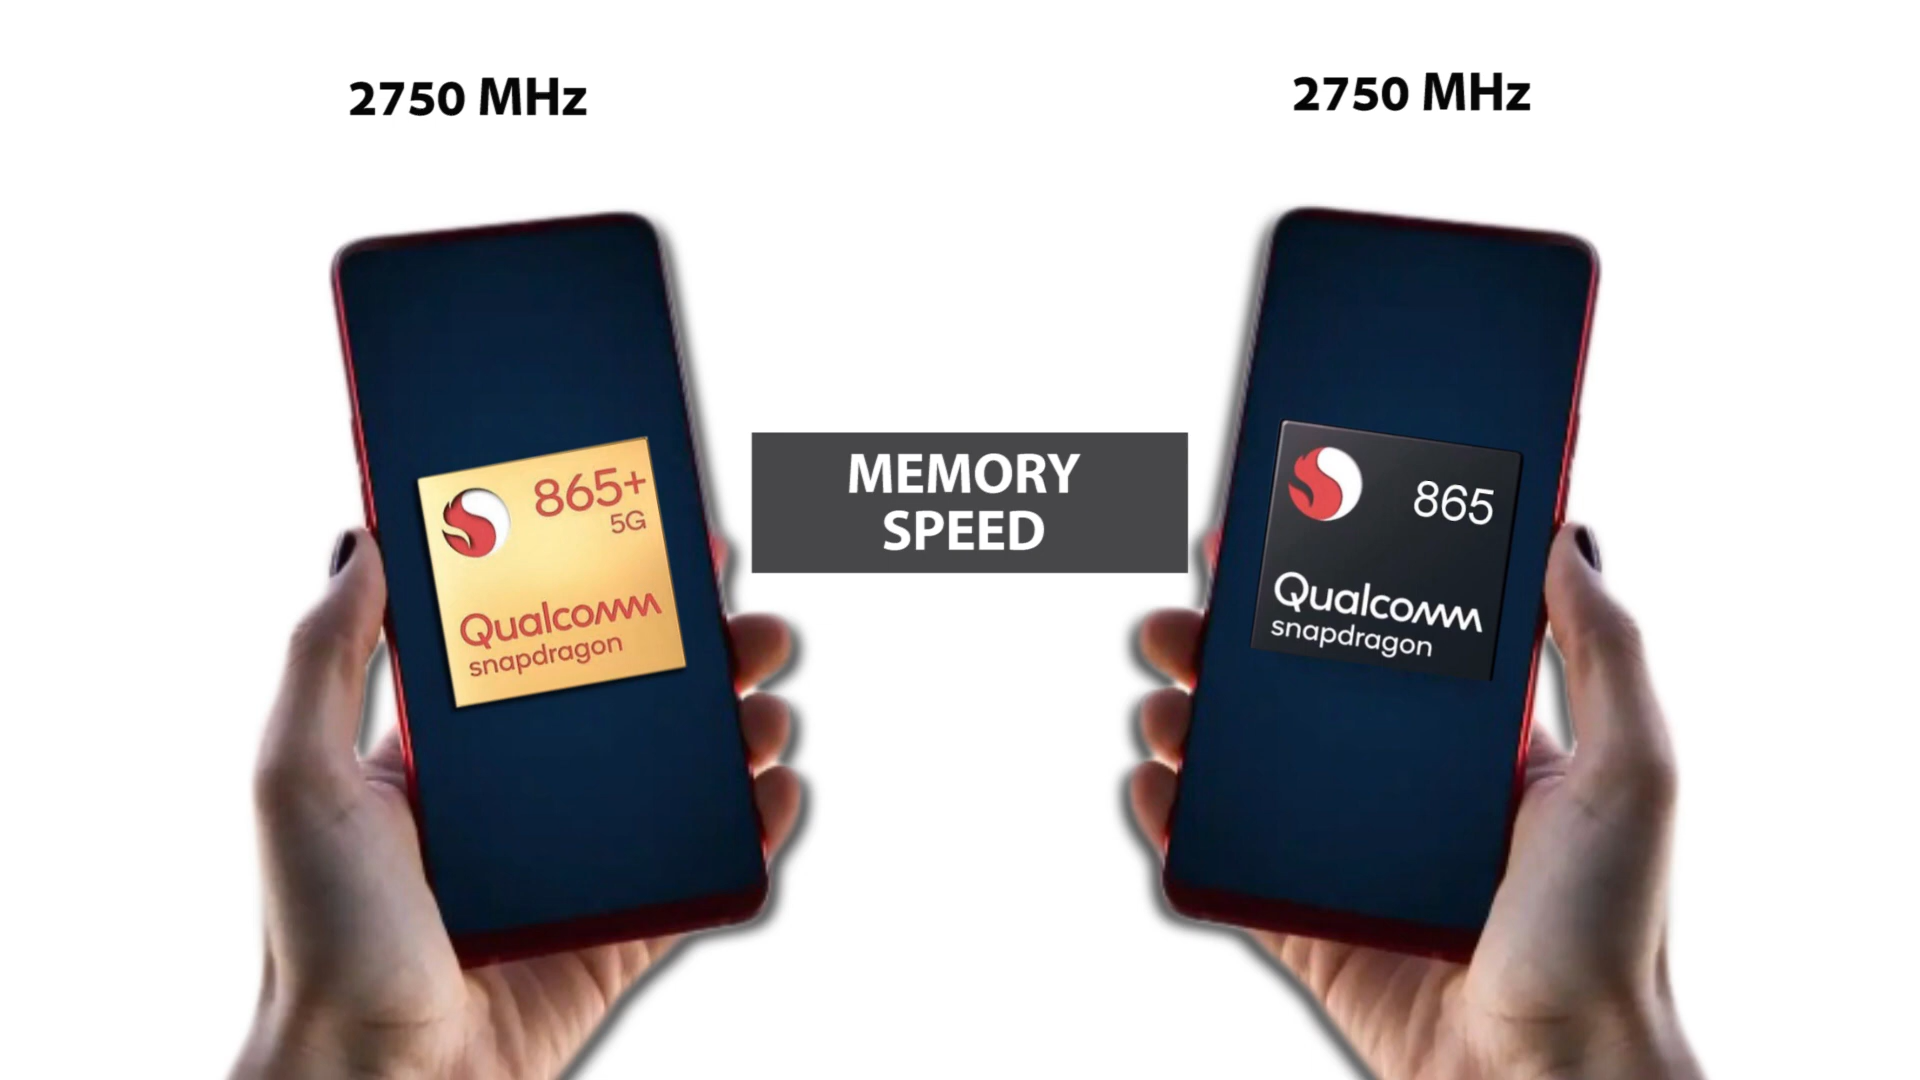 2750 MHz
2750 MHz
865+
5G
Qualcomm
snapdragon
MEMORY
SPEED
865
Qualcomm
snapdragon